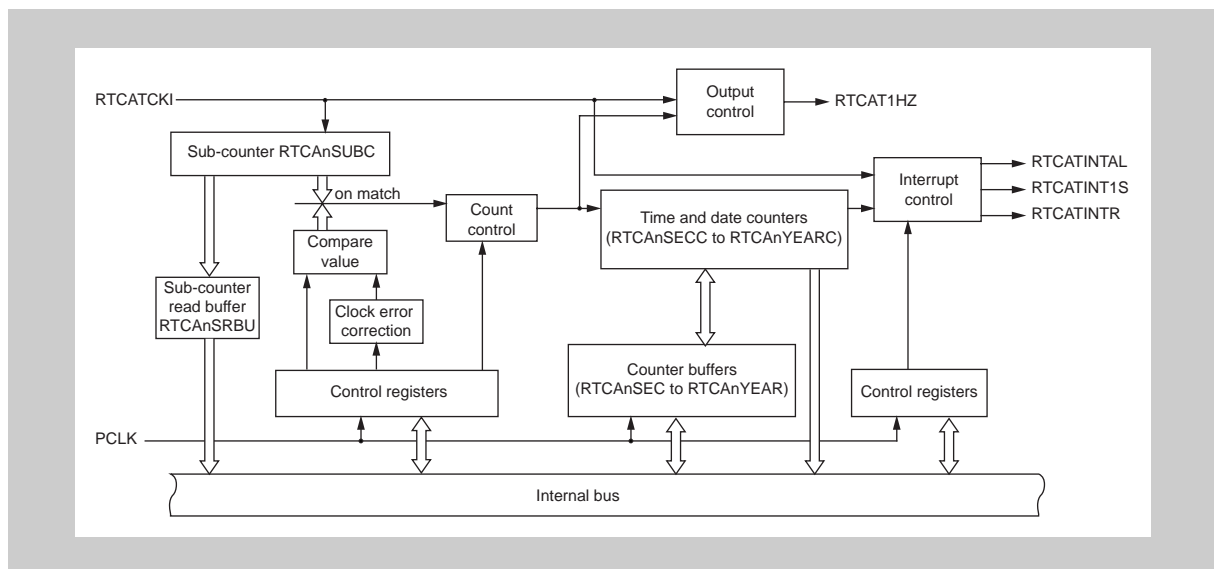 RTCATCKI
Output
control
RTCAT1HZ
Sub-counter RTCAnSUBC
on match
Count
control
Time and date counters
(RTCAnSECC to RTCAnYEARC)
Interrupt
control
RTCATINTAL
RTCATINT1S
RTCATINTR
Compare
value
Sub-counter
read buffer
RTCAnSRBU
Clock error
correction
Control registers
Counter buffers
(RTCAnSEC to RTCAnYEAR)
Control registers
PCLK
Internal bus